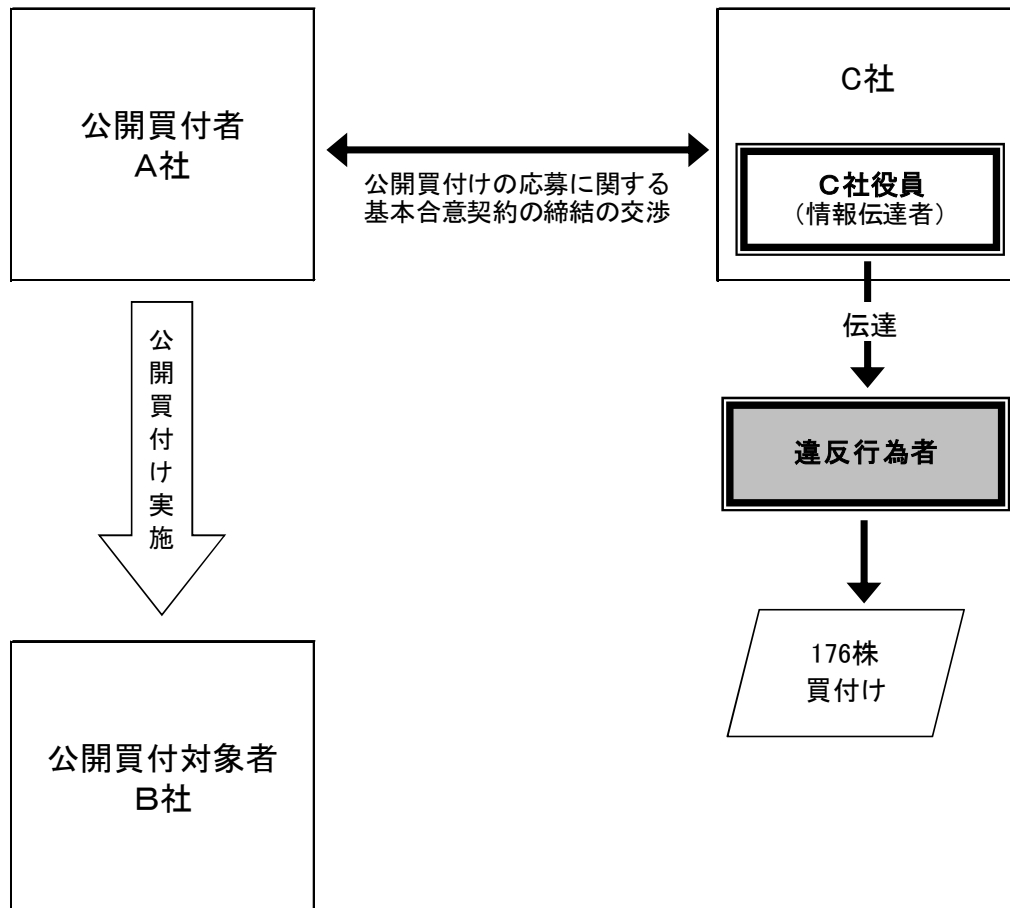 公開買付者
A社
公開買付けの応募に関する
基本合意契約の締結の交渉
C社
C社役員
（情報伝達者）
伝達
違反行為者
176株
買付け
公開買付け実施
公開買付対象者
B社